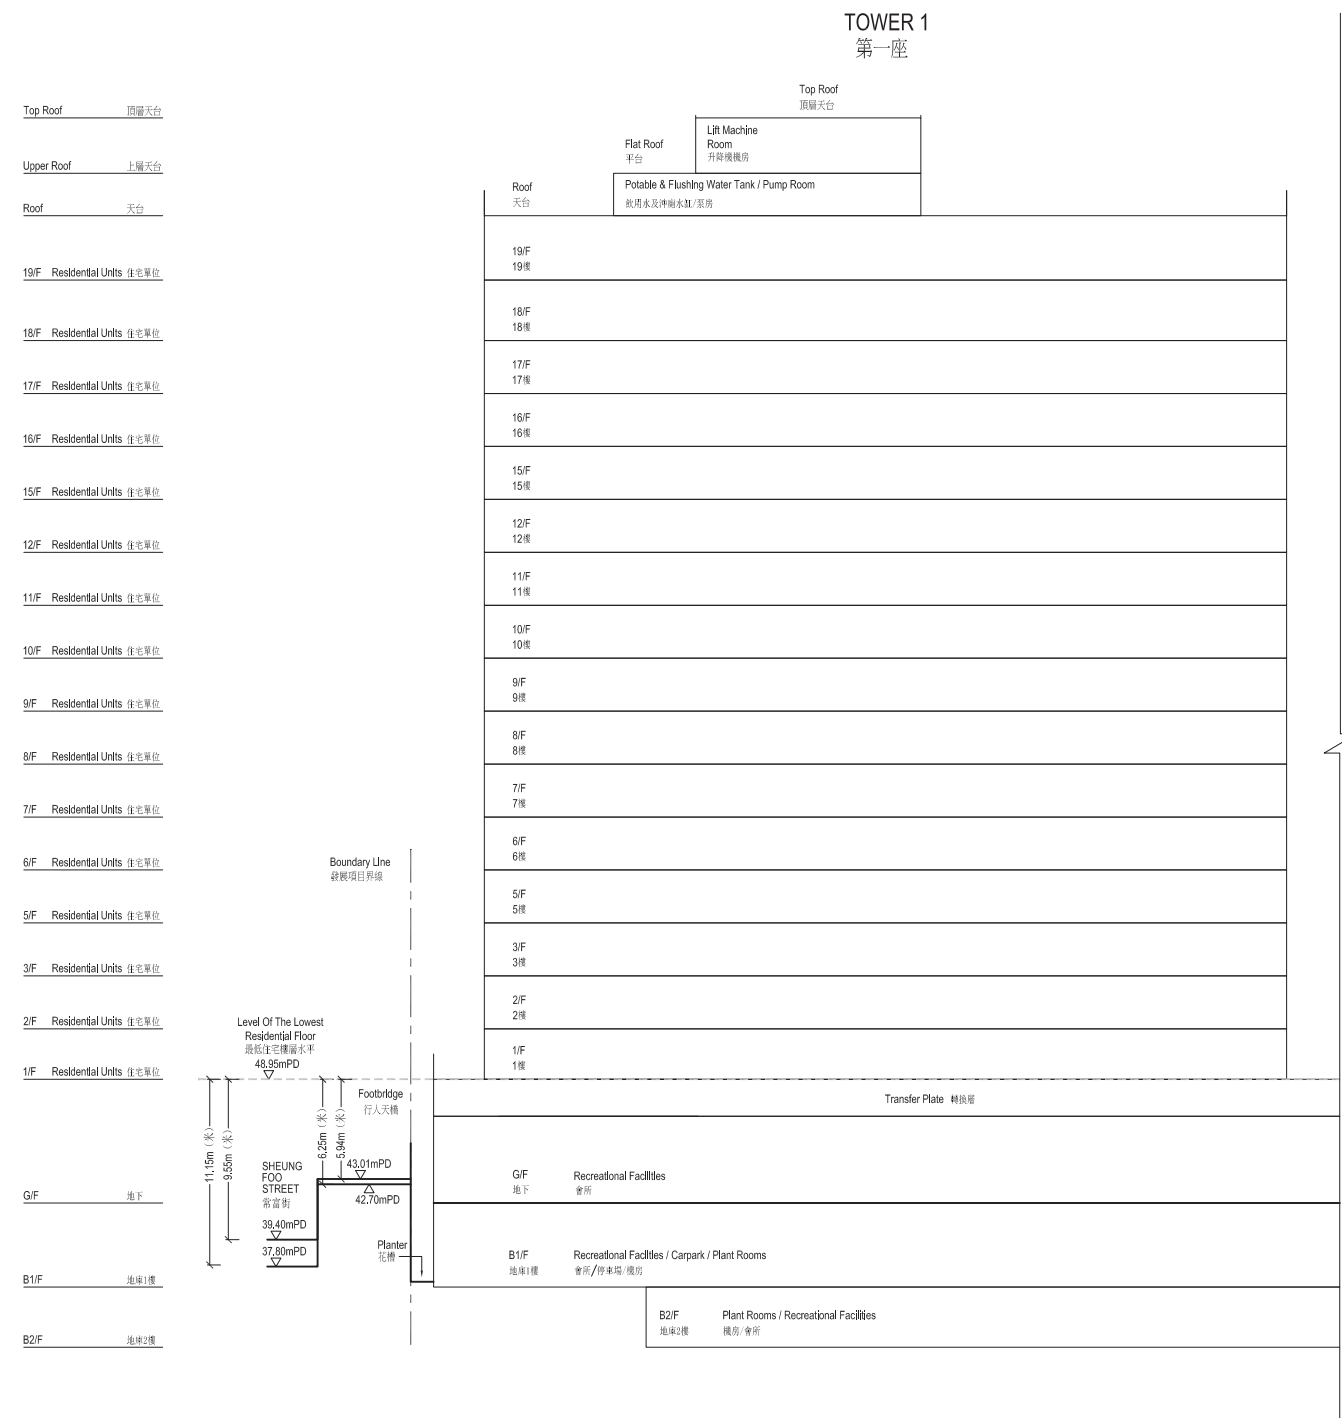 TOWER 1
第一座
Top Roof
頂層天台
Top Roof 頂層天台
Lift Machine
Room
升降機機房
Flat Roof
平台
Upper Roof 上層天台
Roof
天台
Potable & Flushing Water Tank / Pump Room
飲用水及沖廁水缸/泵房
Roof 天台
19/F
19樓
19/F Residential Units 住宅單位
18/F
18樓
18/F Residential Units 住宅單位
17/F
17樓
17/F Residential Units 住宅單位
16/F
16樓
16/F Residential Units 住宅單位
15/F
15樓
15/F Residential Units 住宅單位
12/F
12樓
12/F Residential Units 住宅單位
11/F
11樓
11/F Residential Units 住宅單位
10/F
10樓
10/F Residential Units 住宅單位
9/F
9樓
9/F Residential Units 住宅單位
8/F
8樓
8/F Residential Units 住宅單位
7/F
7樓
7/F Residential Units 住宅單位
6/F
6樓
6/F Residential Units 住宅單位
Boundary Line
發展項目界線
5/F
5樓
5/F Residential Units 住宅單位
3/F
3樓
3/F Residential Units 住宅單位
2/F
2樓
2/F Residential Units 住宅單位
Level Of The Lowest
Residential Floor
最低住宅樓層水平
48.95mPD
1/F
1樓
1/F Residential Units 住宅單位
Transfer Plate 轉換層
Footbridge
行人天橋
11.15m (米)
9.55m (米)
6.25m (米)
5.94m (米)
SHEUNG
FOO
STREET
常富街
43.01mPD
42.70mPD
39.40mPD
37.80mPD
G/F
地下
Recreational Facilities
會所
G/F 地下
Planter
花槽
B1/F
地庫1樓
Recreational Facilities / Carpark / Plant Rooms
會所/停車場/機房
B1/F 地庫1樓
B2/F
地庫2樓
Plant Rooms / Recreational Facilities
機房/會所
B2/F 地庫2樓